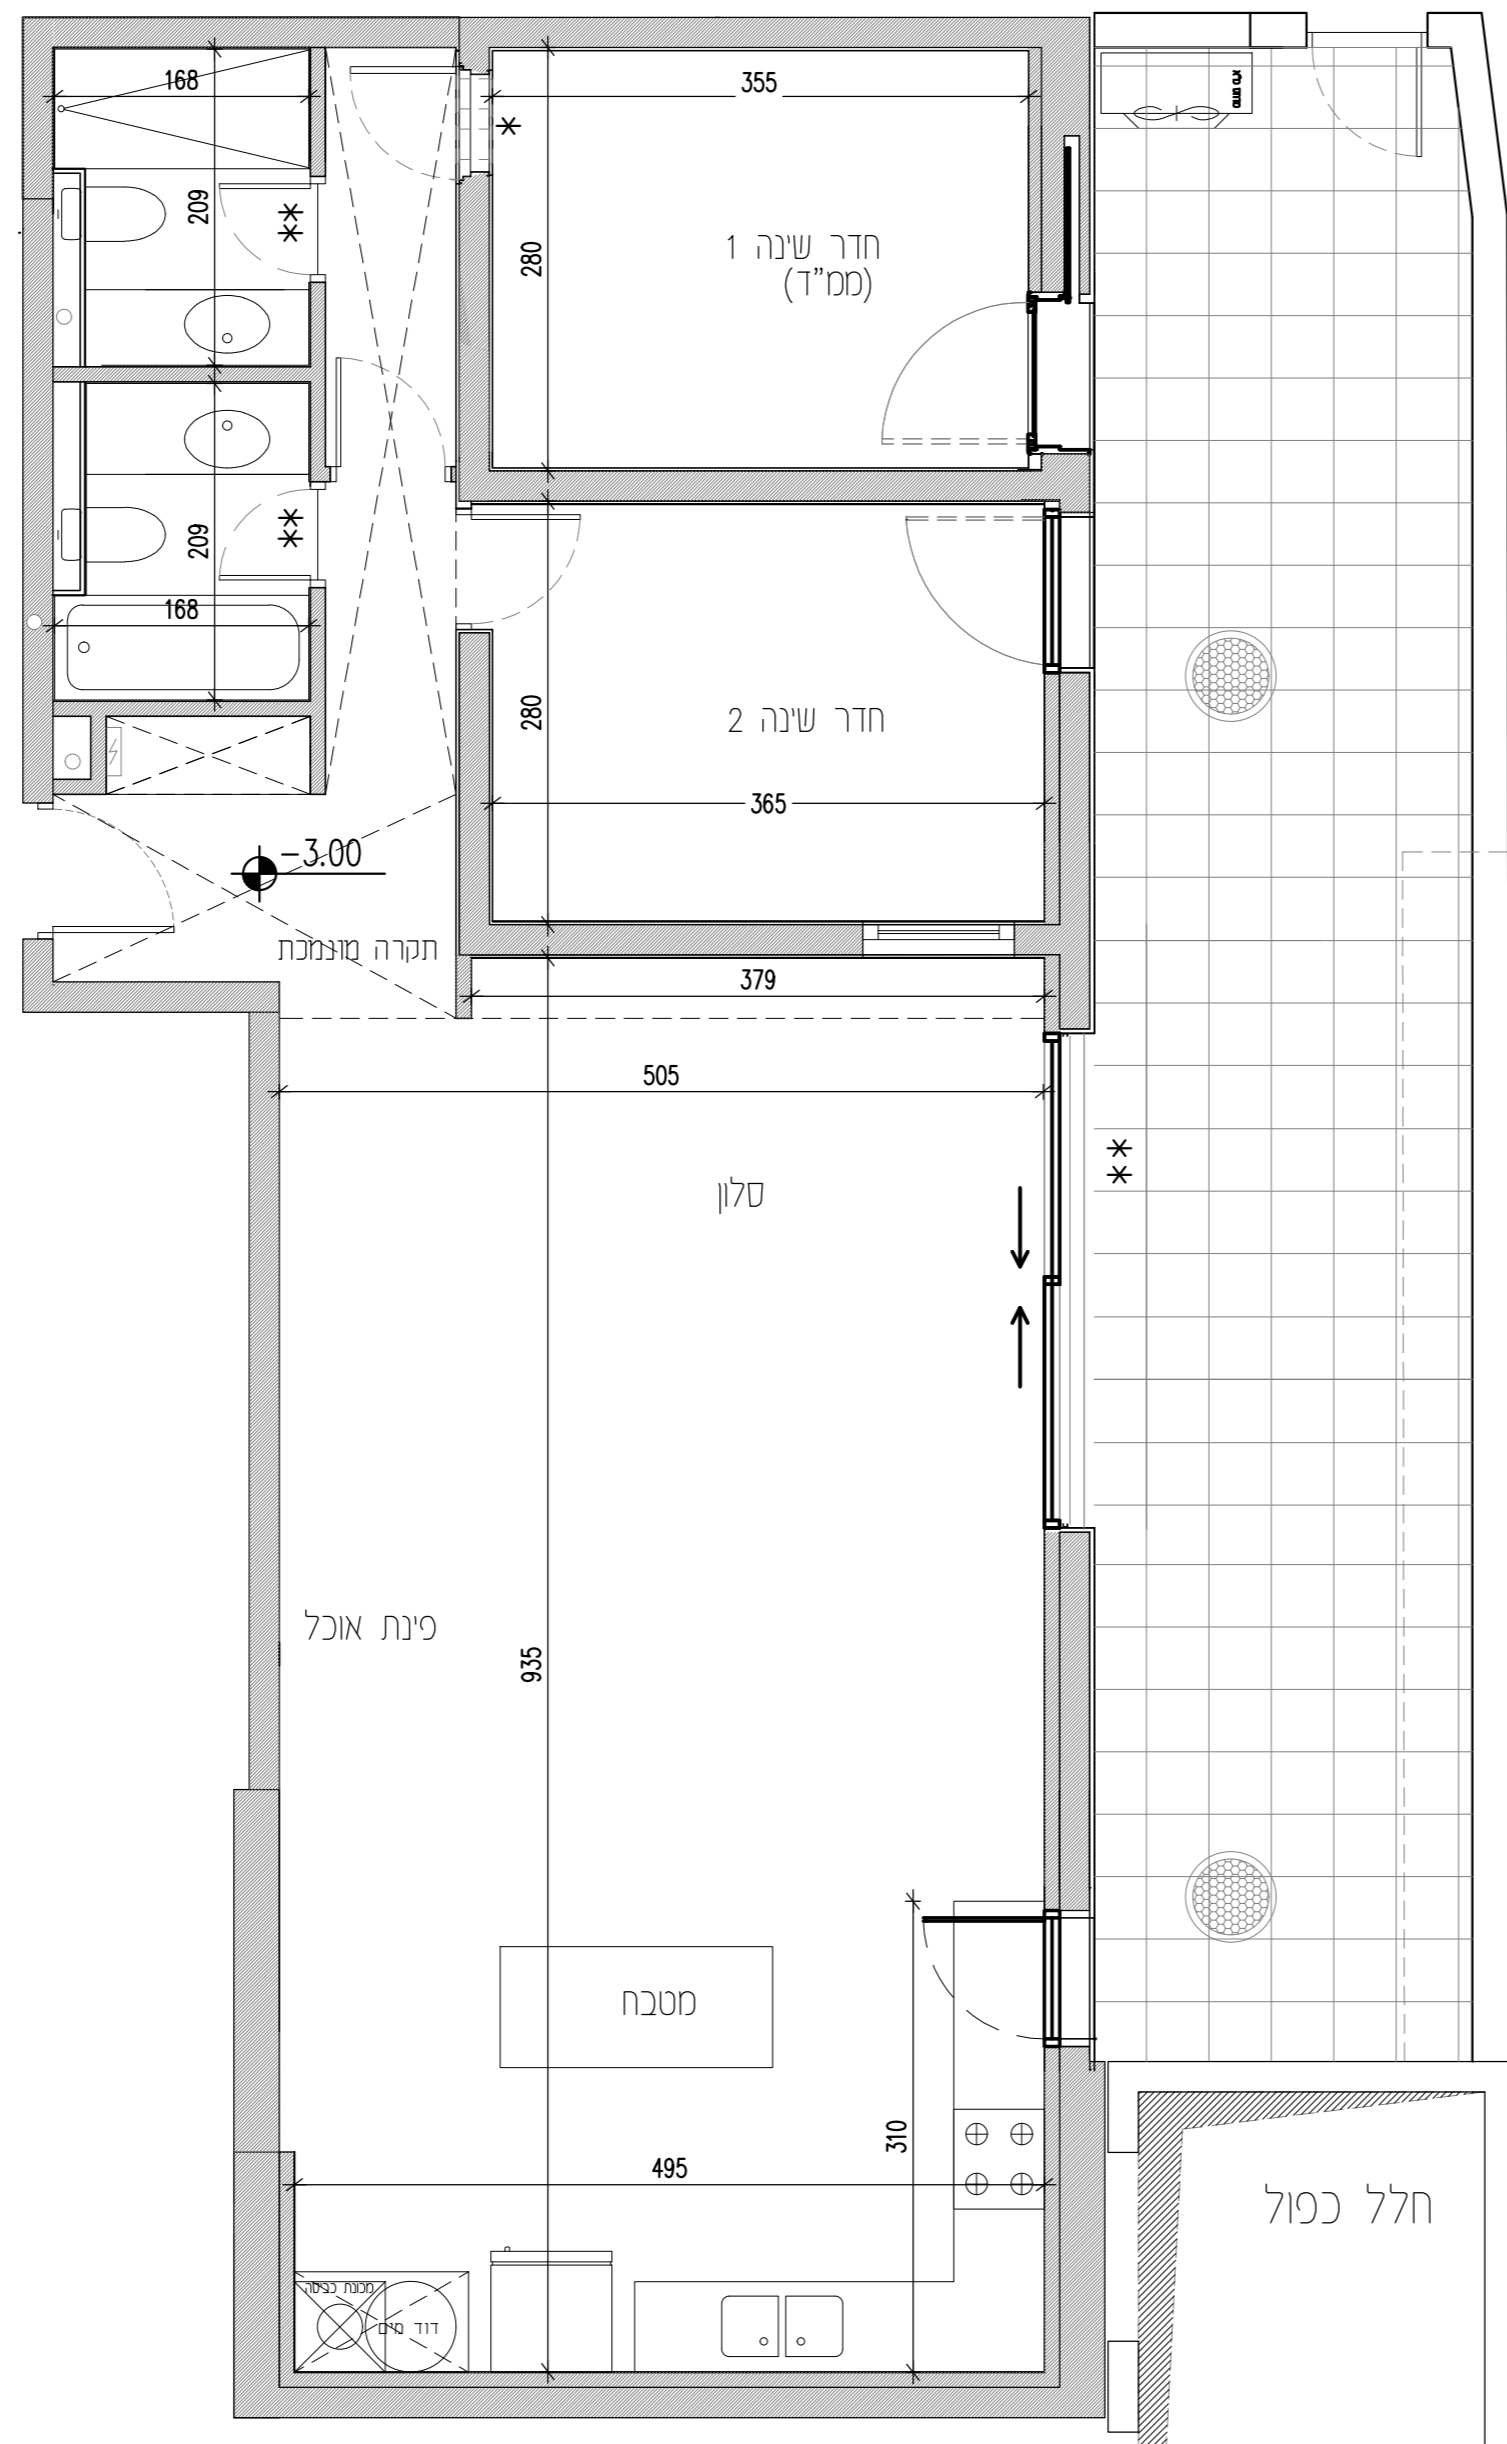 168
355
*
209
**
חדר שינה 1
(ממ"ד)
280
209
**
168
280
חדר שינה 2
365
-3.00
תקרה מונמכת
379
505
**
סלון
פינת אוכל
935
מטבח
310
495
חלל כפול
מכונת כביסה
דוד מים